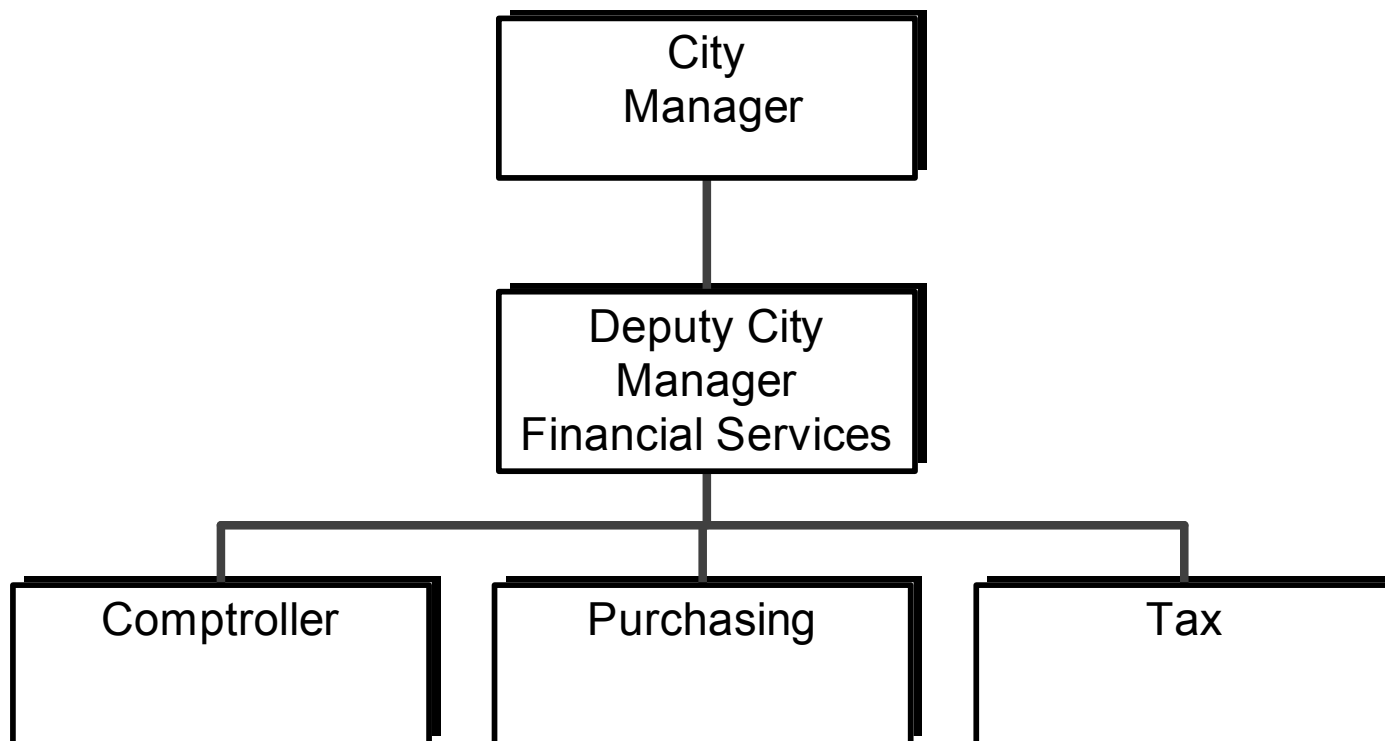 City
Manager
Deputy City
Manager
Financial Services
Comptroller
Purchasing
Tax